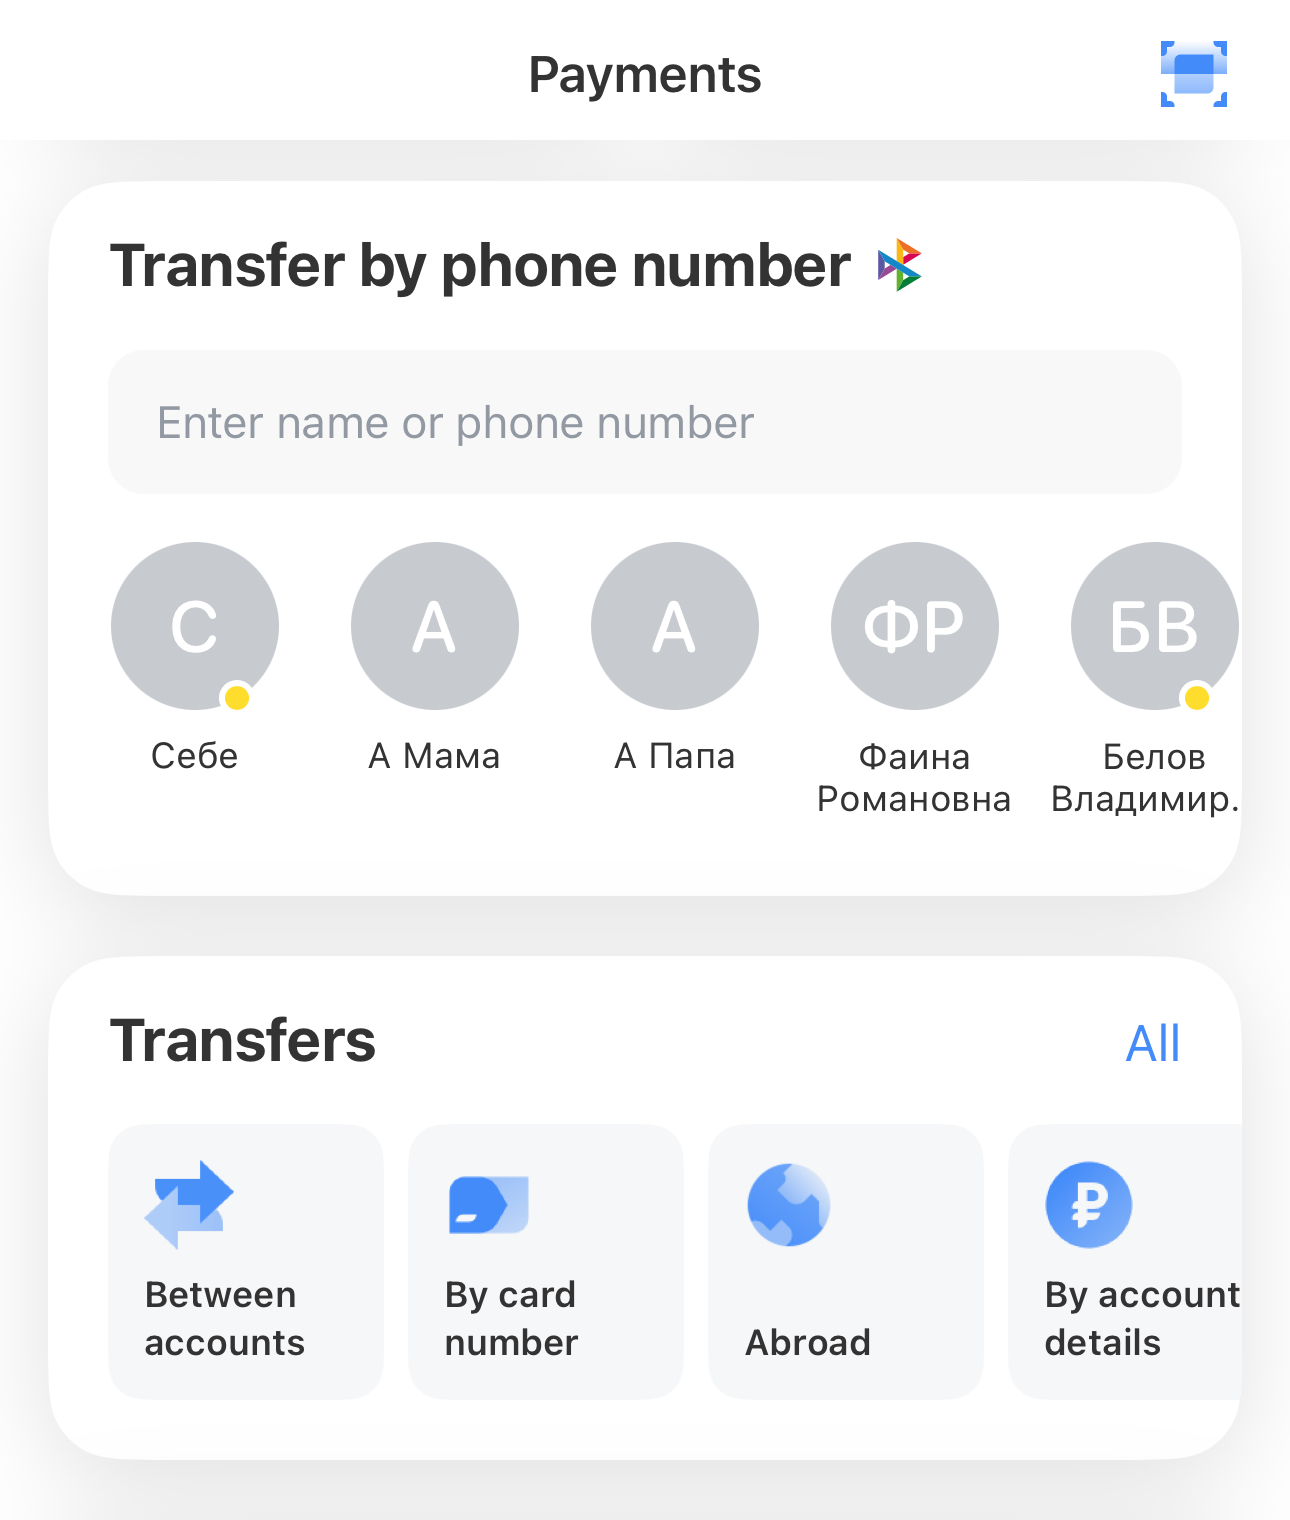 Payments
Transfer by phone number
Enter name or phone number
С
А
А
ФР
БВ
Себе
А Мама
А Папа
Фаина
Романовна
Белов
Владимир.
Transfers
All
Between
accounts
By card
number
Abroad
₽
By account
details